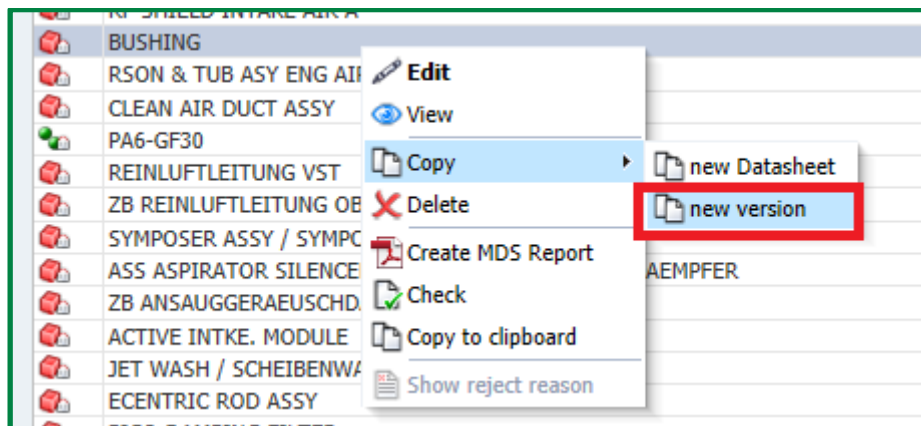 BUSHING
RSON & TUB ASY ENG AI
CLEAN AIR DUCT ASSY
PA6-GF30
REINLUFTLEITUNG VST
ZB REINLUFTLEITUNG OB
SYMPOSER ASSY / SYMPO
ASS ASPIRATOR SILENCE
AEMPFER
ZB ANSAUGGERAEUSCHD
ACTIVE INTKE. MODULE
JET WASH / SCHEIBENWA
ECENTRIC ROD ASSY
Edit
View
Copy
Delete
Create MDS Report
Check
Copy to clipboard
Show reject reason
new Datasheet
new version